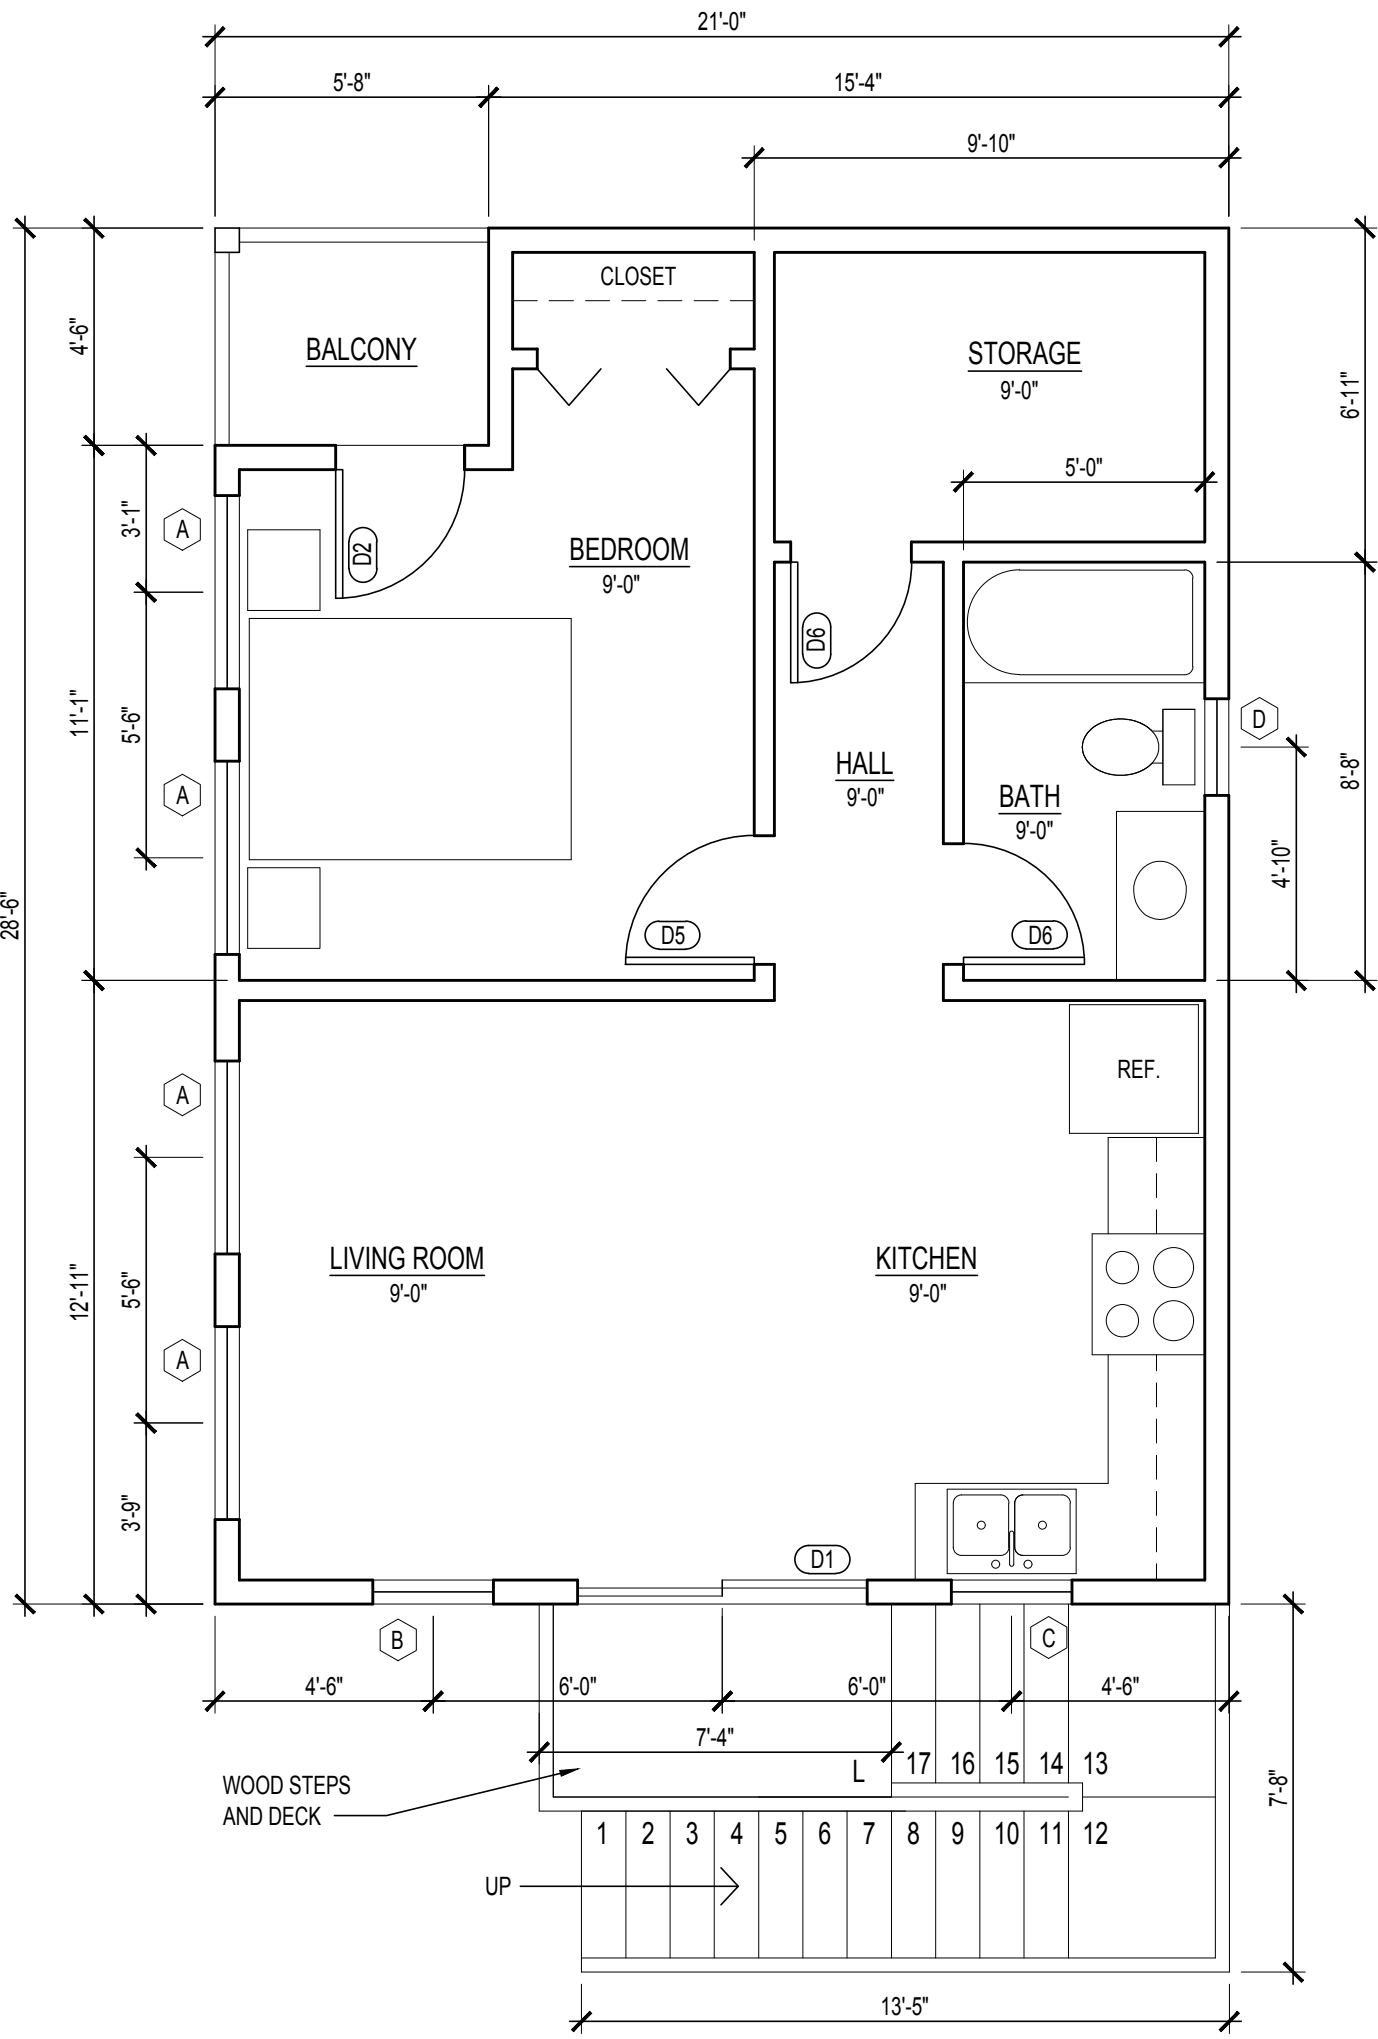 21'-0"
5'-8"
15'-4"
9'-10"
CLOSET
BALCONY
STORAGE
9'-0"
4'-6"
6'-11"
5'-0"
3'-1"
A
D2
BEDROOM
9'-0"
D6
11'-1"
5'-6"
A
HALL
9'-0"
BATH
9'-0"
D
8'-8"
4'-10"
28'-6"
D5
D6
A
REF.
LIVING ROOM
9'-0"
KITCHEN
9'-0"
12'-11"
5'-6"
A
3'-9"
D1
B
C
4'-6"
6'-0"
6'-0"
4'-6"
7'-4"
L
17 16 15 14 13
WOOD STEPS
AND DECK
7'-8"
1 2 3 4 5 6 7 8 9 10 11 12
UP
13'-5"